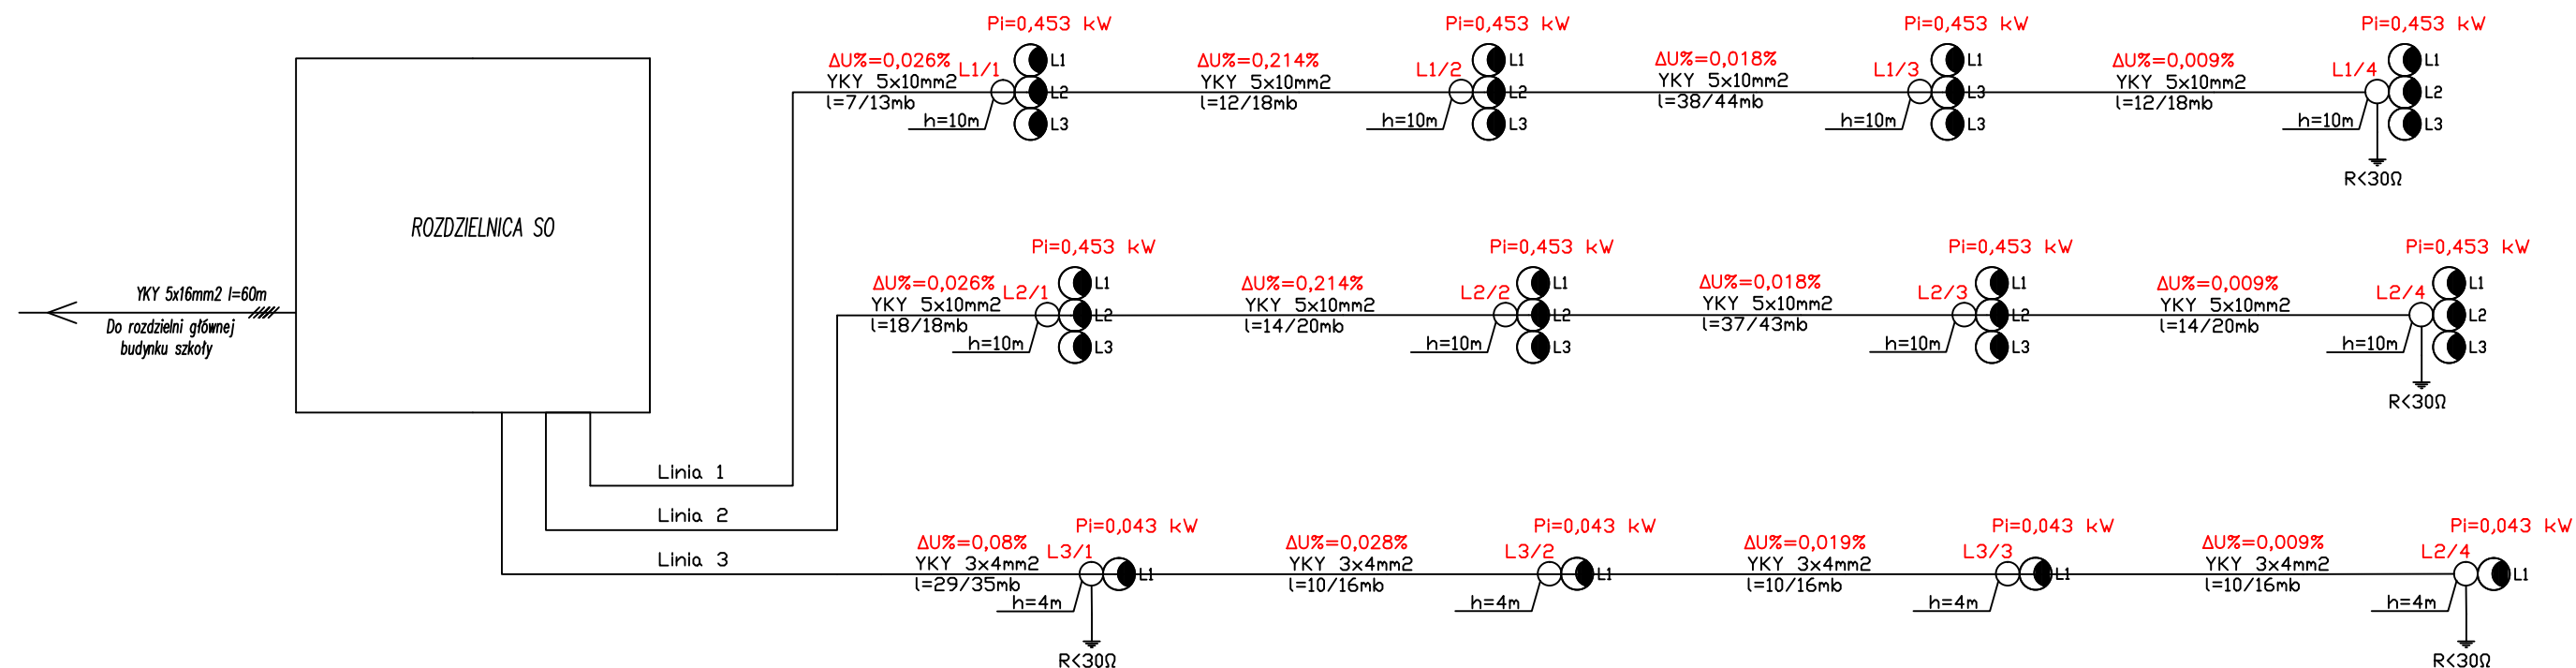 Pi=0,453 kW
Pi=0,453 kW
Pi=0,453 kW
Pi=0,453 kW
ΔU%=0,026%
YKY 5x10mm2
l=7/13mb
L1/1
h=10m
L1
L2
L3
ΔU%=0,214%
YKY 5x10mm2
l=12/18mb
L1/2
h=10m
L1
L2
L3
ΔU%=0,018%
YKY 5x10mm2
l=38/44mb
L1/3
h=10m
L1
L3
L3
ΔU%=0,009%
YKY 5x10mm2
l=12/18mb
L1/4
h=10m
L1
L2
L3
R<30Ω
ROZDZIELNICA SO
YKY 5x16mm2 l=60m
Do rozdzielni głównej
budynku szkoły
Pi=0,453 kW
Pi=0,453 kW
Pi=0,453 kW
Pi=0,453 kW
ΔU%=0,026%
YKY 5x10mm2
l=18/18mb
L2/1
h=10m
L1
L2
L3
ΔU%=0,214%
YKY 5x10mm2
l=14/20mb
L2/2
h=10m
L1
L2
L3
ΔU%=0,018%
YKY 5x10mm2
l=37/43mb
L2/3
h=10m
L1
L2
L3
ΔU%=0,009%
YKY 5x10mm2
l=14/20mb
L2/4
h=10m
L1
L2
L3
R<30Ω
Linia 1
Linia 2
Linia 3
Pi=0,043 kW
Pi=0,043 kW
Pi=0,043 kW
Pi=0,043 kW
ΔU%=0,08%
YKY 3x4mm2
l=29/35mb
L3/1
h=4m
L1
R<30Ω
ΔU%=0,028%
YKY 3x4mm2
l=10/16mb
L3/2
h=4m
L1
ΔU%=0,019%
YKY 3x4mm2
l=10/16mb
L3/3
h=4m
L1
ΔU%=0,009%
YKY 3x4mm2
l=10/16mb
L2/4
h=4m
L1
R<30Ω